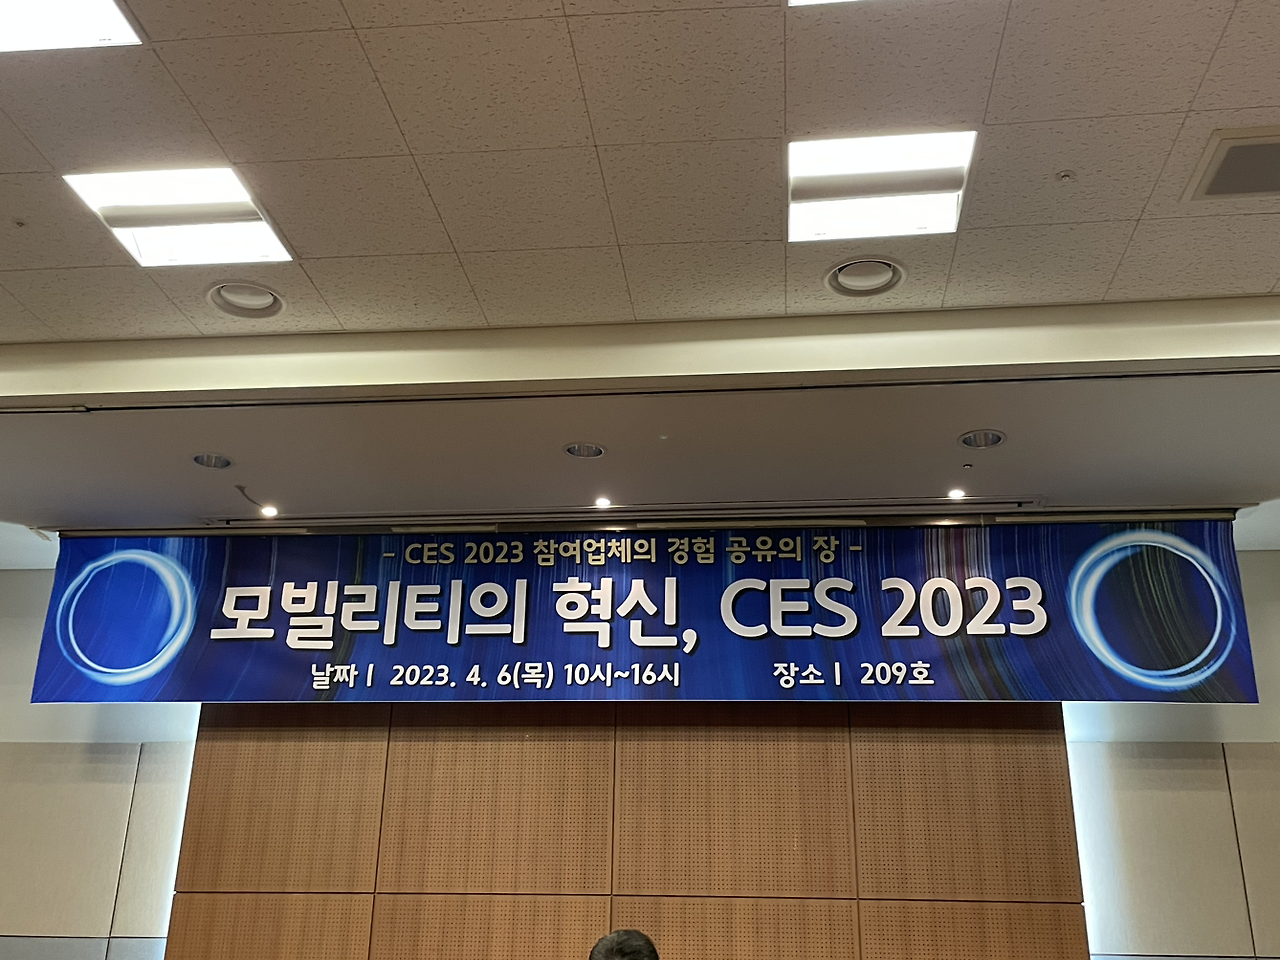 - CES 2023 참여업체의 경험 공유의 장 -
모빌리티의 혁신, CES 2023
날짜ㅣ 2023. 4. 6(목) 10시~16시 장소ㅣ 209호